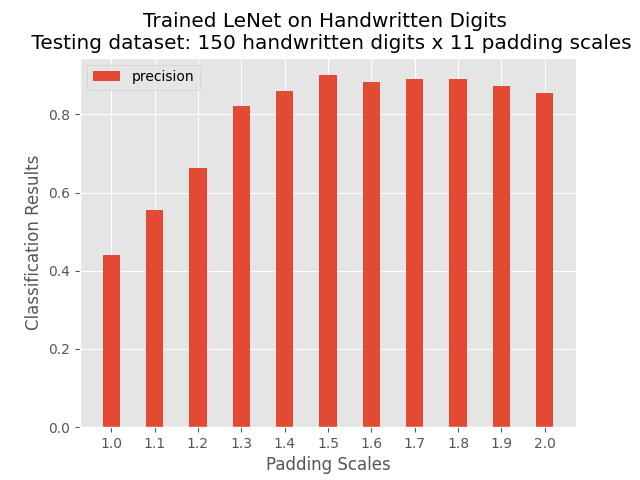 Trained LeNet on Handwritten Digits
Testing dataset: 150 handwritten digits x 11 padding scales
precision
Classification Results
0.8
0.6
0.4
0.2
0.0
1.0 1.1 1.2 1.3 1.4 1.5 1.6 1.7 1.8 1.9 2.0
Padding Scales